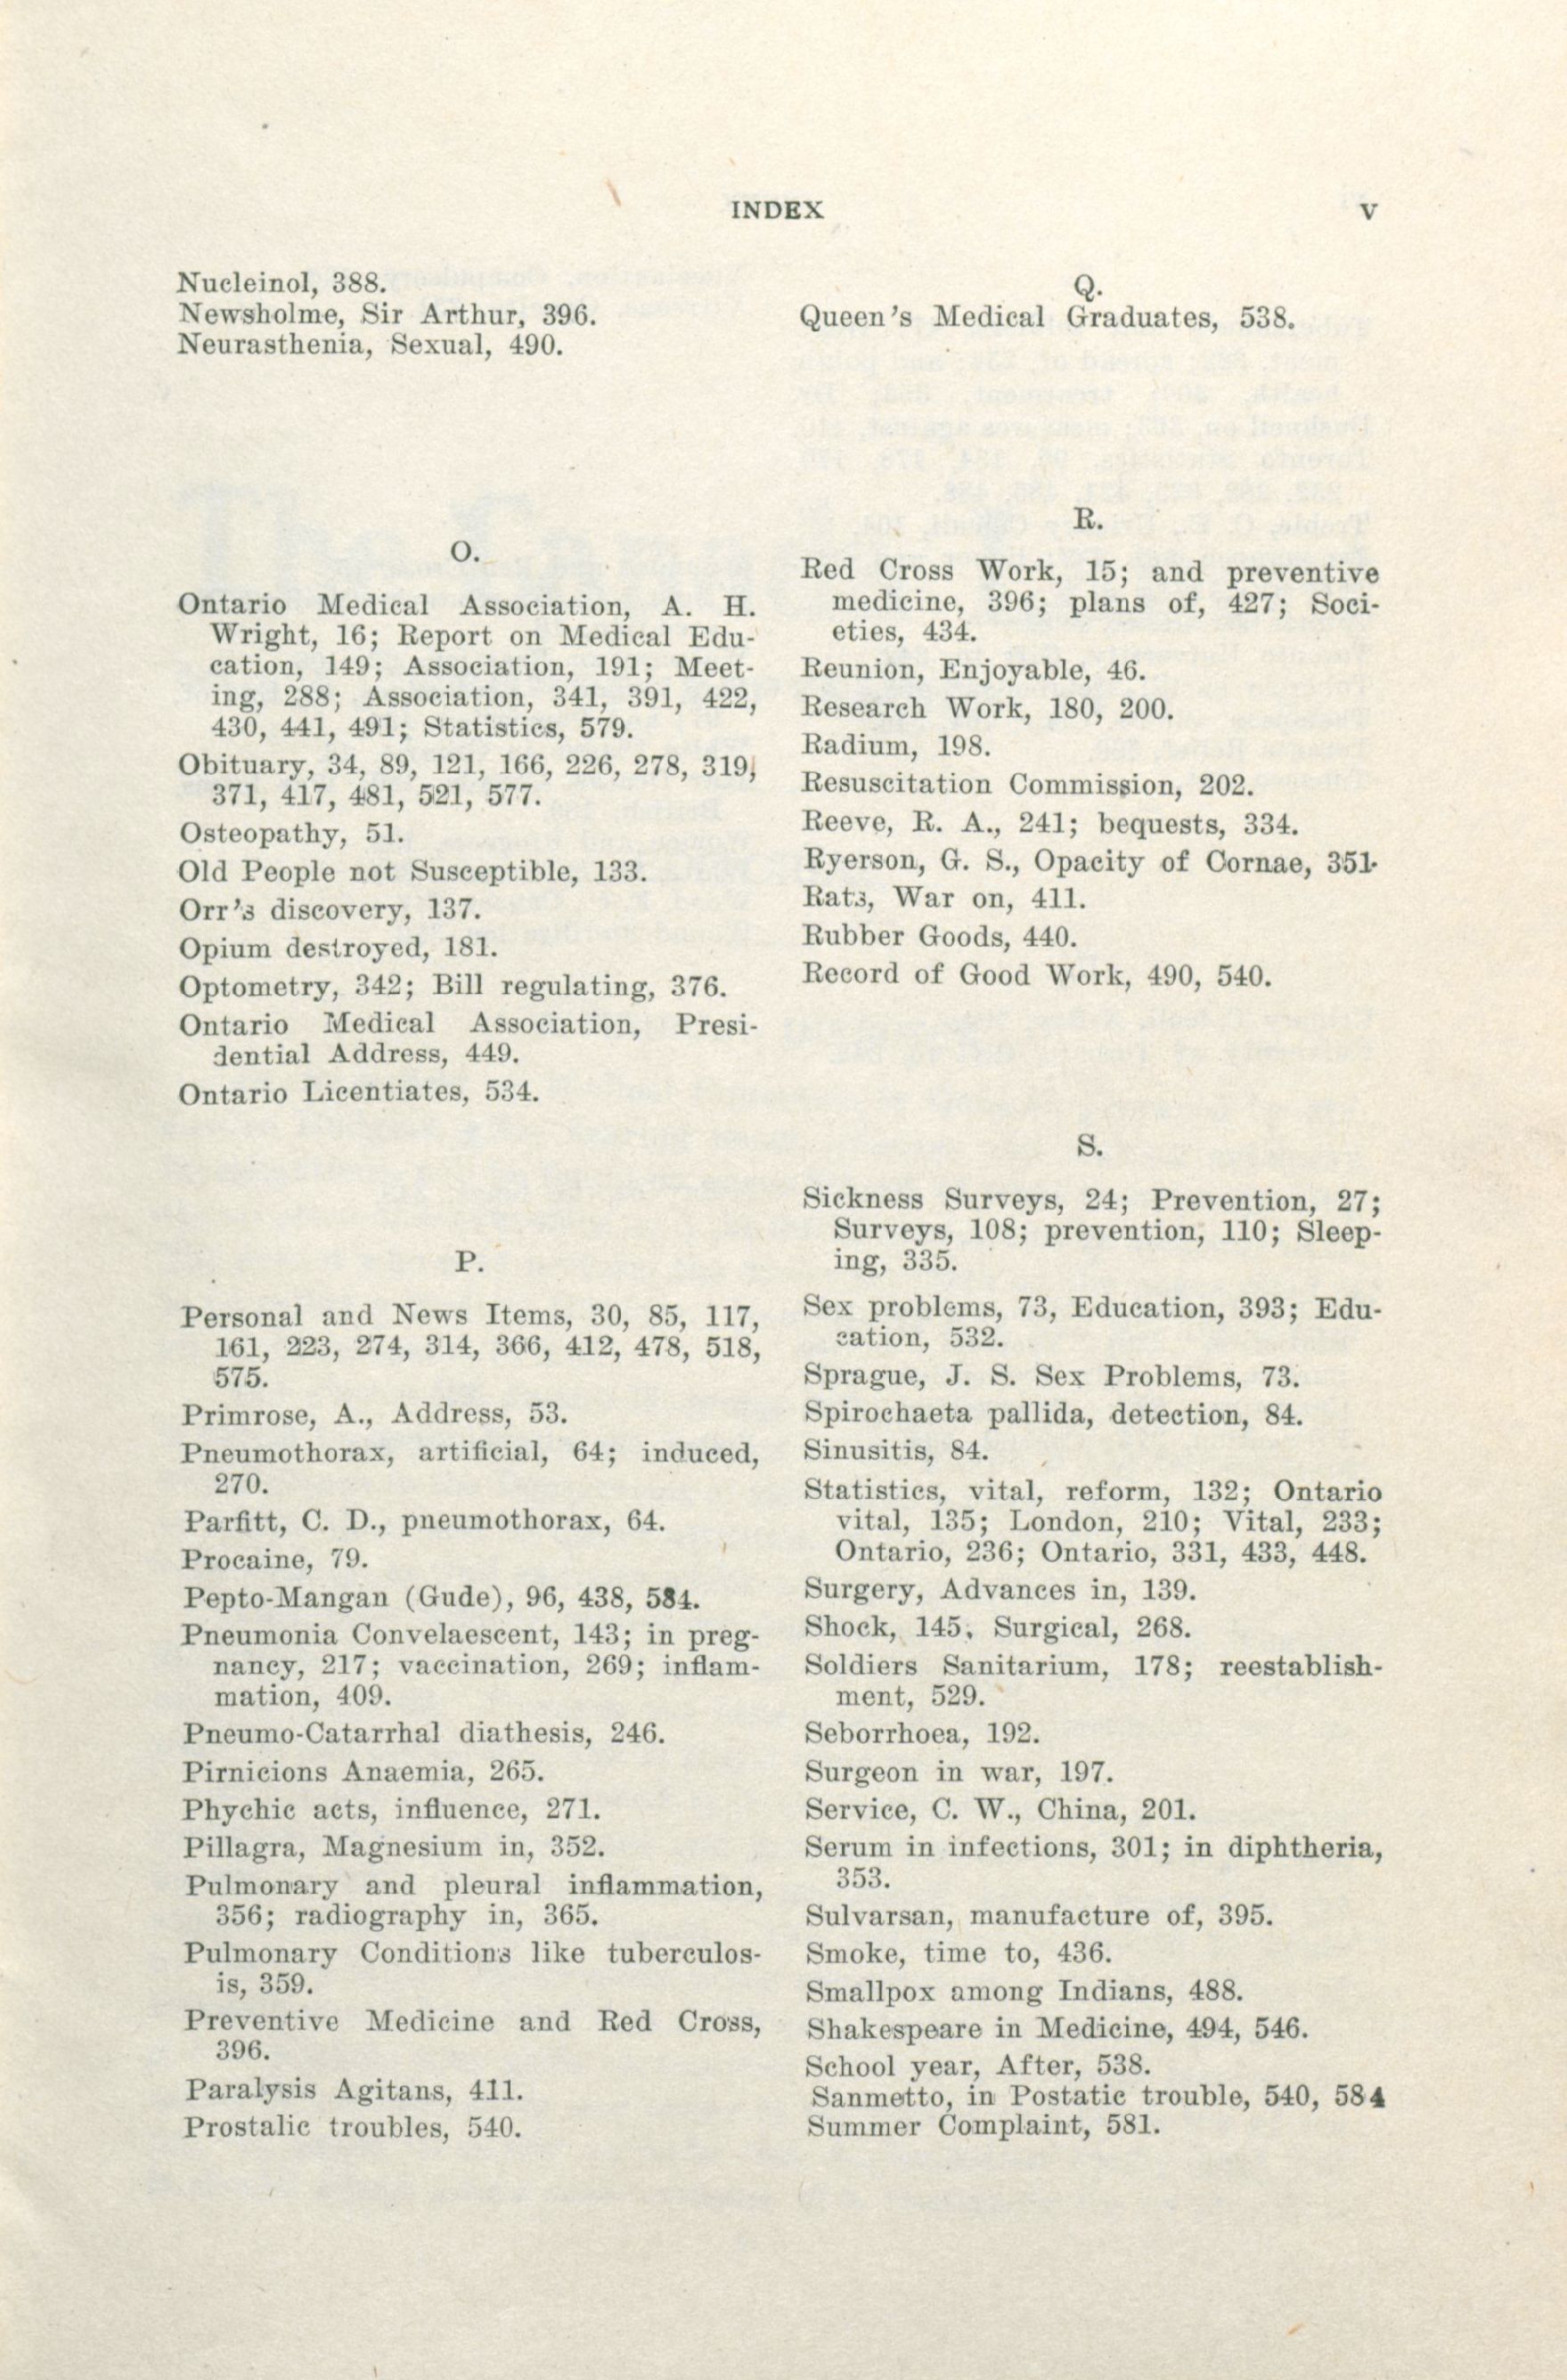 INDEX
V
Nucleinol, 388.
Newsholme, Sir Arthur, 396.
Neurasthenia, Sexual, 490.
O.
Ontario Medical Association, A. H.
Wright, 16; Report on Medical Edu-
cation, 149; Association, 191; Meet-
ing, 288; Association, 341, 391, 422,
430, 441, 491; Statistics, 579.
Obituary, 34, 89, 121, 166, 226, 278, 319,
371, 417, 481, 521, 577.
Osteopathy, 51.
Old People not Susceptible, 133.
Orr's discovery, 137.
Opium destroyed, 181.
Optometry, 342; Bill regulating, 376.
Ontario Medical Association, Presi-
dential Address, 449.
Ontario Licentiates, 534.
P.
Personal and News Items, 30, 85, 117,
161, 223, 274, 314, 366, 412, 478, 518,
575.
Primrose, A., Address, 53.
Pneumothorax, artificial, 64; induced,
270.
Parfitt, C. D., pneumothorax, 64.
Procaine, 79.
Pepto-Mangan (Gude), 96, 438, 584.
Pneumonia Convelaescent, 143; in preg-
nancy, 217; vaccination, 269; inflam-
mation, 409.
Pneumo-Catarrhal diathesis, 246.
Pirnicions Anaemia, 265.
Phychic acts, influence, 271.
Pillagra, Magnesium in, 352.
Pulmonary and pleural inflammation,
356; radiography in, 365.
Pulmonary Conditions like tuberculos-
is, 359.
Preventive Medicine and Red Cross,
396.
Paralysis Agitans, 411.
Prostalic troubles, 540.
Q.
Queen's Medical Graduates, 538.
R.
Red Cross Work, 15; and preventive
medicine, 396; plans of, 427; Soci-
eties, 434.
Reunion, Enjoyable, 46.
Research Work, 180, 200.
Radium, 198.
Resuscitation Commission, 202.
Reeve, R. A., 241; bequests, 334.
Ryerson, G. S., Opacity of Cornae, 351.
Rats, War on, 411.
Rubber Goods, 440.
Record of Good Work, 490, 540.
S.
Sickness Surveys, 24; Prevention, 27;
Surveys, 108; prevention, 110; Sleep-
ing, 335.
Sex problems, 73, Education, 393; Edu-
cation, 532.
Sprague, J. S. Sex Problems, 73.
Spirochaeta pallida, detection, 84.
Sinusitis, 84.
Statistics, vital, reform, 132; Ontario
vital, 135; London, 210; Vital, 233;
Ontario, 236; Ontario, 331, 433, 448.
Surgery, Advances in, 139.
Shock, 145; Surgical, 268.
Soldiers Sanitarium, 178; reestablish-
ment, 529.
Seborrhoea, 192.
Surgeon in war, 197.
Service, C. W., China, 201.
Serum in infections, 301; in diphtheria,
353.
Sulvarsan, manufacture of, 395.
Smoke, time to, 436.
Smallpox among Indians, 488.
Shakespeare in Medicine, 494, 546.
School year, After, 538.
Sanmetto, in Postatic trouble, 540, 584
Summer Complaint, 581.